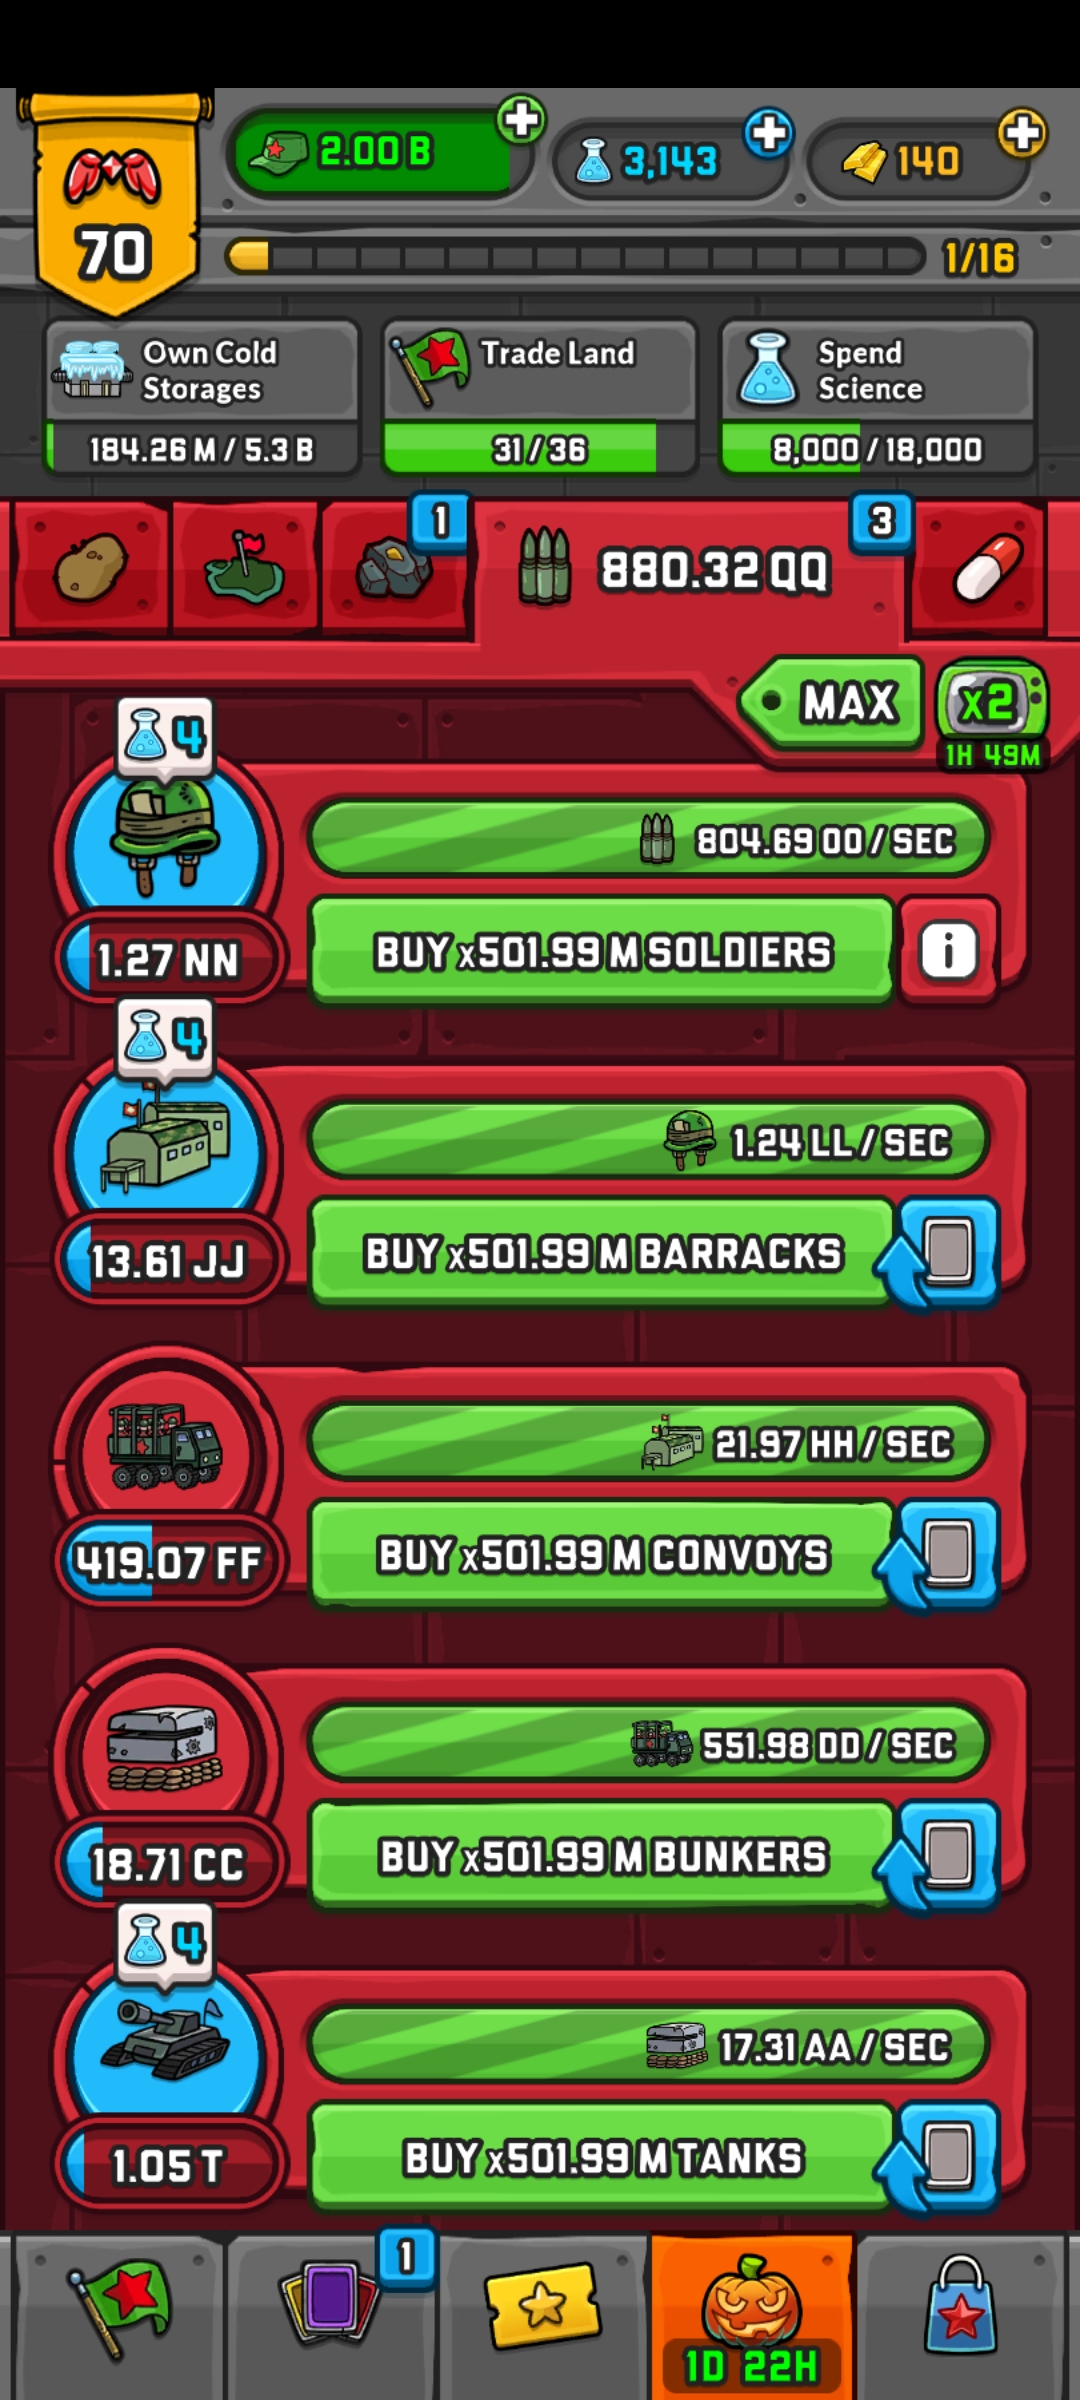 70
2.00 B
3,143
140
1/16
Own Cold
Storages
184.26 M / 5.3 B
Trade Land
31 / 36
Spend
Science
8,000 / 18,000
1
880.32 QQ
3
MAX
x2
1H 49M
4
804.69 OO / SEC
1.27 NN
BUY x501.99 M SOLDIERS
i
4
1.24 LL / SEC
13.61 JJ
BUY x501.99 M BARRACKS
21.97 HH / SEC
419.07 FF
BUY x501.99 M CONVOYS
551.98 DD / SEC
18.71 CC
BUY x501.99 M BUNKERS
4
17.31 AA / SEC
1.05 T
BUY x501.99 M TANKS
1
1D 22H